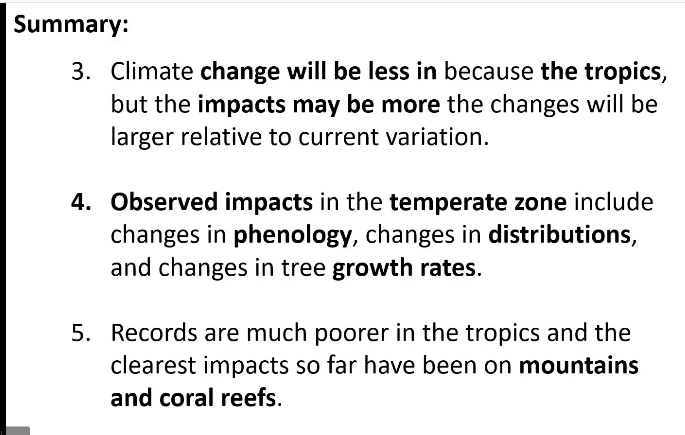 Summary:
3. Climate change will be less in because the tropics,
but the impacts may be more the changes will be
larger relative to current variation.
4. Observed impacts in the temperate zone include
changes in phenology, changes in distributions,
and changes in tree growth rates.
5. Records are much poorer in the tropics and the
clearest impacts so far have been on mountains
and coral reefs.